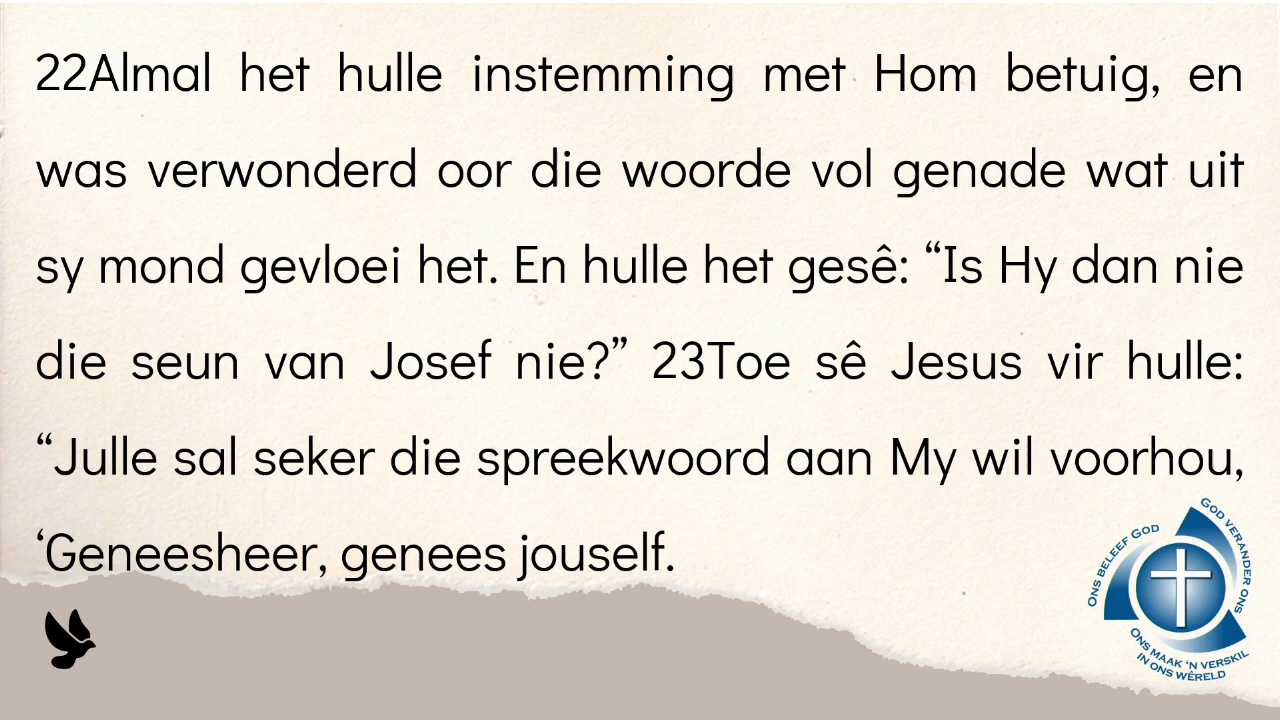 22Almal het hulle instemming met Hom betuig, en
was verwonderd oor die woorde vol genade wat uit
sy mond gevloei het. En hulle het gesê: “Is Hy dan nie
die seun van Josef nie?” 23Toe sê Jesus vir hulle:
“Julle sal seker die spreekwoord aan My wil voorhou,
‘Geneesheer, genees jouself.
ONS BELEEF GOD
GOD VERANDER ONS
ONS MAAK ‘N VERSKIL
IN ONS WÊRELD